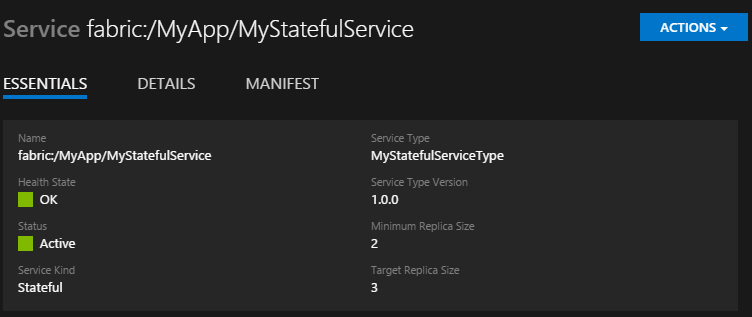 Service fabric:/MyApp/MyStatefulService
ACTIONS
ESSENTIALS DETAILS MANIFEST
Name
fabric:/MyApp/MyStatefulService
Service Type
MyStatefulServiceType
Health State
OK
Service Type Version
1.0.0
Status
Active
Minimum Replica Size
2
Service Kind
Stateful
Target Replica Size
3